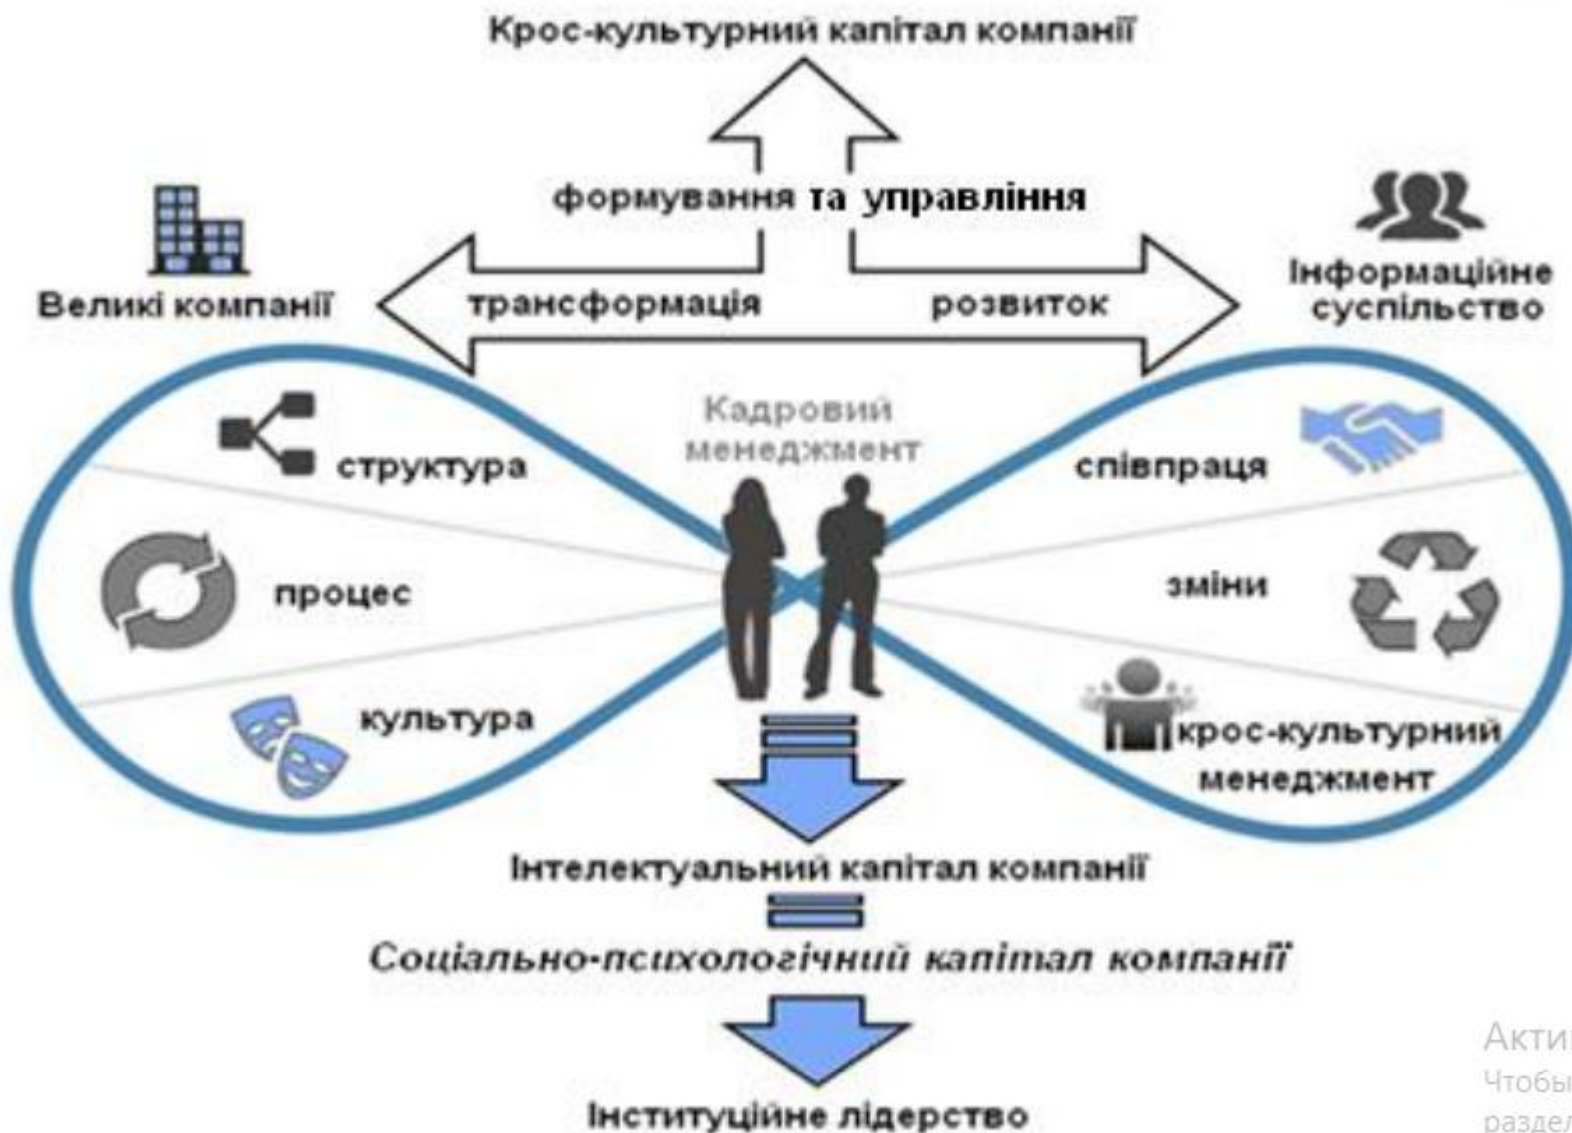 Крос-культурний капітал компанії
формування та управління
Великі компанії
трансформація
розвиток
Інформаційне
суспільство
Кадровий
менеджмент
структура
співпраця
процес
зміни
культура
крос-культурний
менеджмент
Інтелектуальний капітал компанії
Соціально-психологічний капітал компанії
Інституційне лідерство
Чтобы